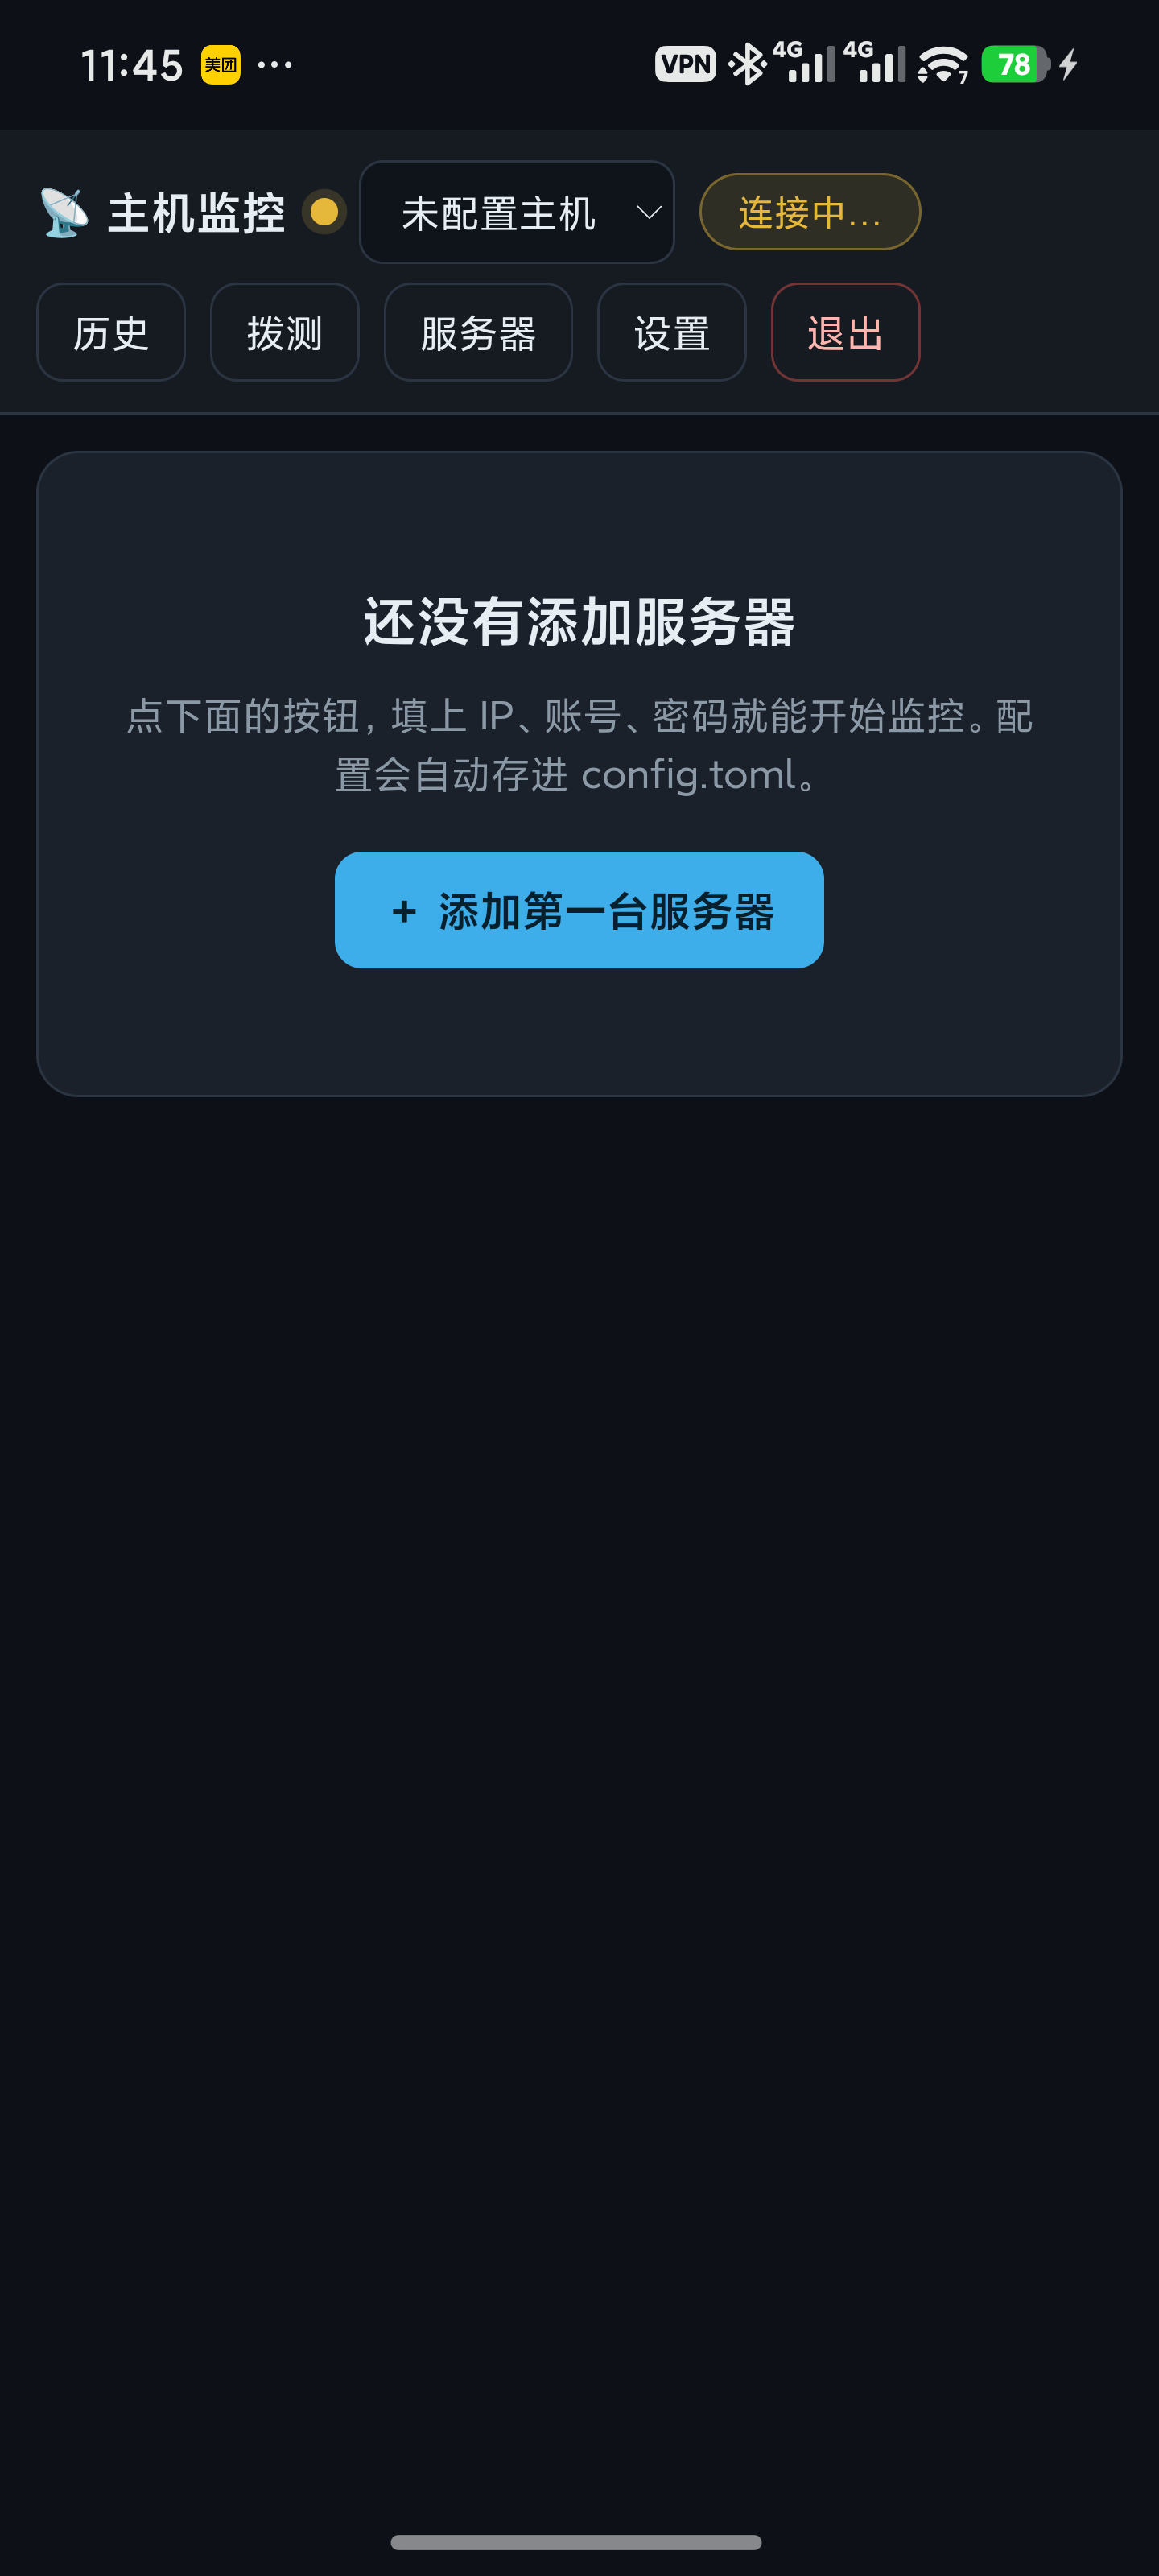 11:45 美团 ··· VPN 4G 4G 7 78
主机监控 未配置主机 连接中...
历史 拨测 服务器 设置 退出
还没有添加服务器
点下面的按钮，填上 IP、账号、密码就能开始监控。配
置会自动存进 config.toml。
+ 添加第一台服务器